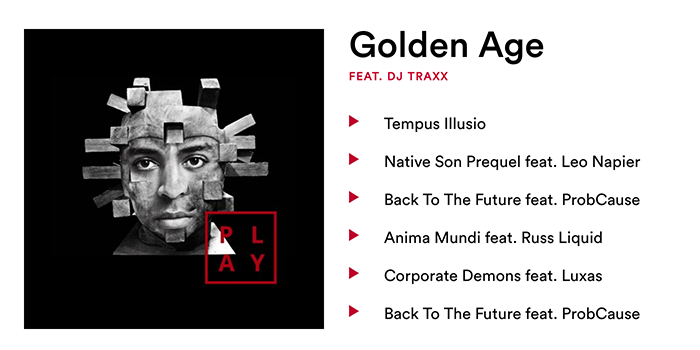 Golden Age
FEAT. DJ TRAXX
Tempus Illusio
Native Son Prequel feat. Leo Napier
Back To The Future feat. ProbCause
Anima Mundi feat. Russ Liquid
Corporate Demons feat. Luxas
Back To The Future feat. ProbCause
P L
A Y